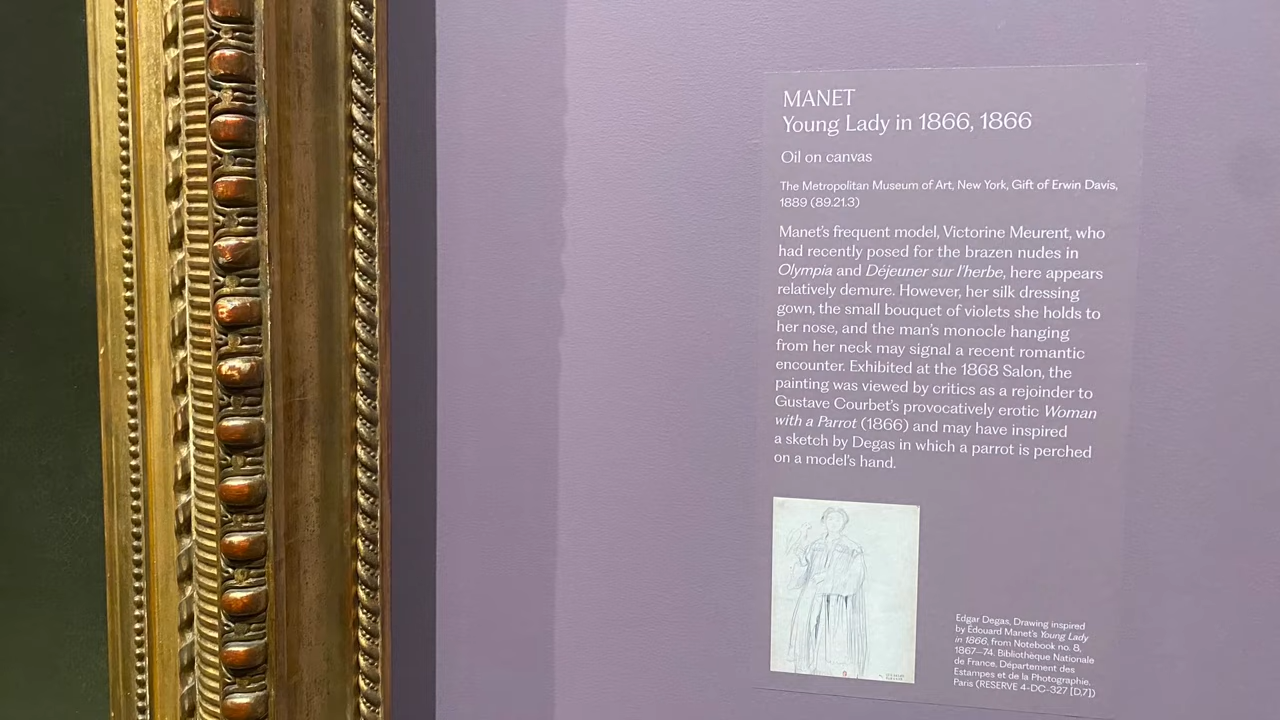 MANET
Young Lady in 1866, 1866
Oil on canvas
The Metropolitan Museum of Art, New York, Gift of Erwin Davis,
1889 (89.21.3)
Manet's frequent model, Victorine Meurent, who
had recently posed for the brazen nudes in
Olympia and Déjeuner sur l'herbe, here appears
relatively demure. However, her silk dressing
gown, the small bouquet of violets she holds to
her nose, and the man's monocle hanging
from her neck may signal a recent romantic
encounter. Exhibited at the 1868 Salon, the
painting was viewed by critics as a rejoinder to
Gustave Courbet's provocatively erotic Woman
with a Parrot (1866) and may have inspired
a sketch by Degas in which a parrot is perched
on a model's hand.
Edgar Degas, Drawing inspired
by Édouard Manet's Young Lady
in 1866, from Notebook no. 8,
1867–74. Bibliothèque Nationale
de France, Département des
Estampes et de la Photographie,
Paris (RESERVE 4-DC-327 [D,7])